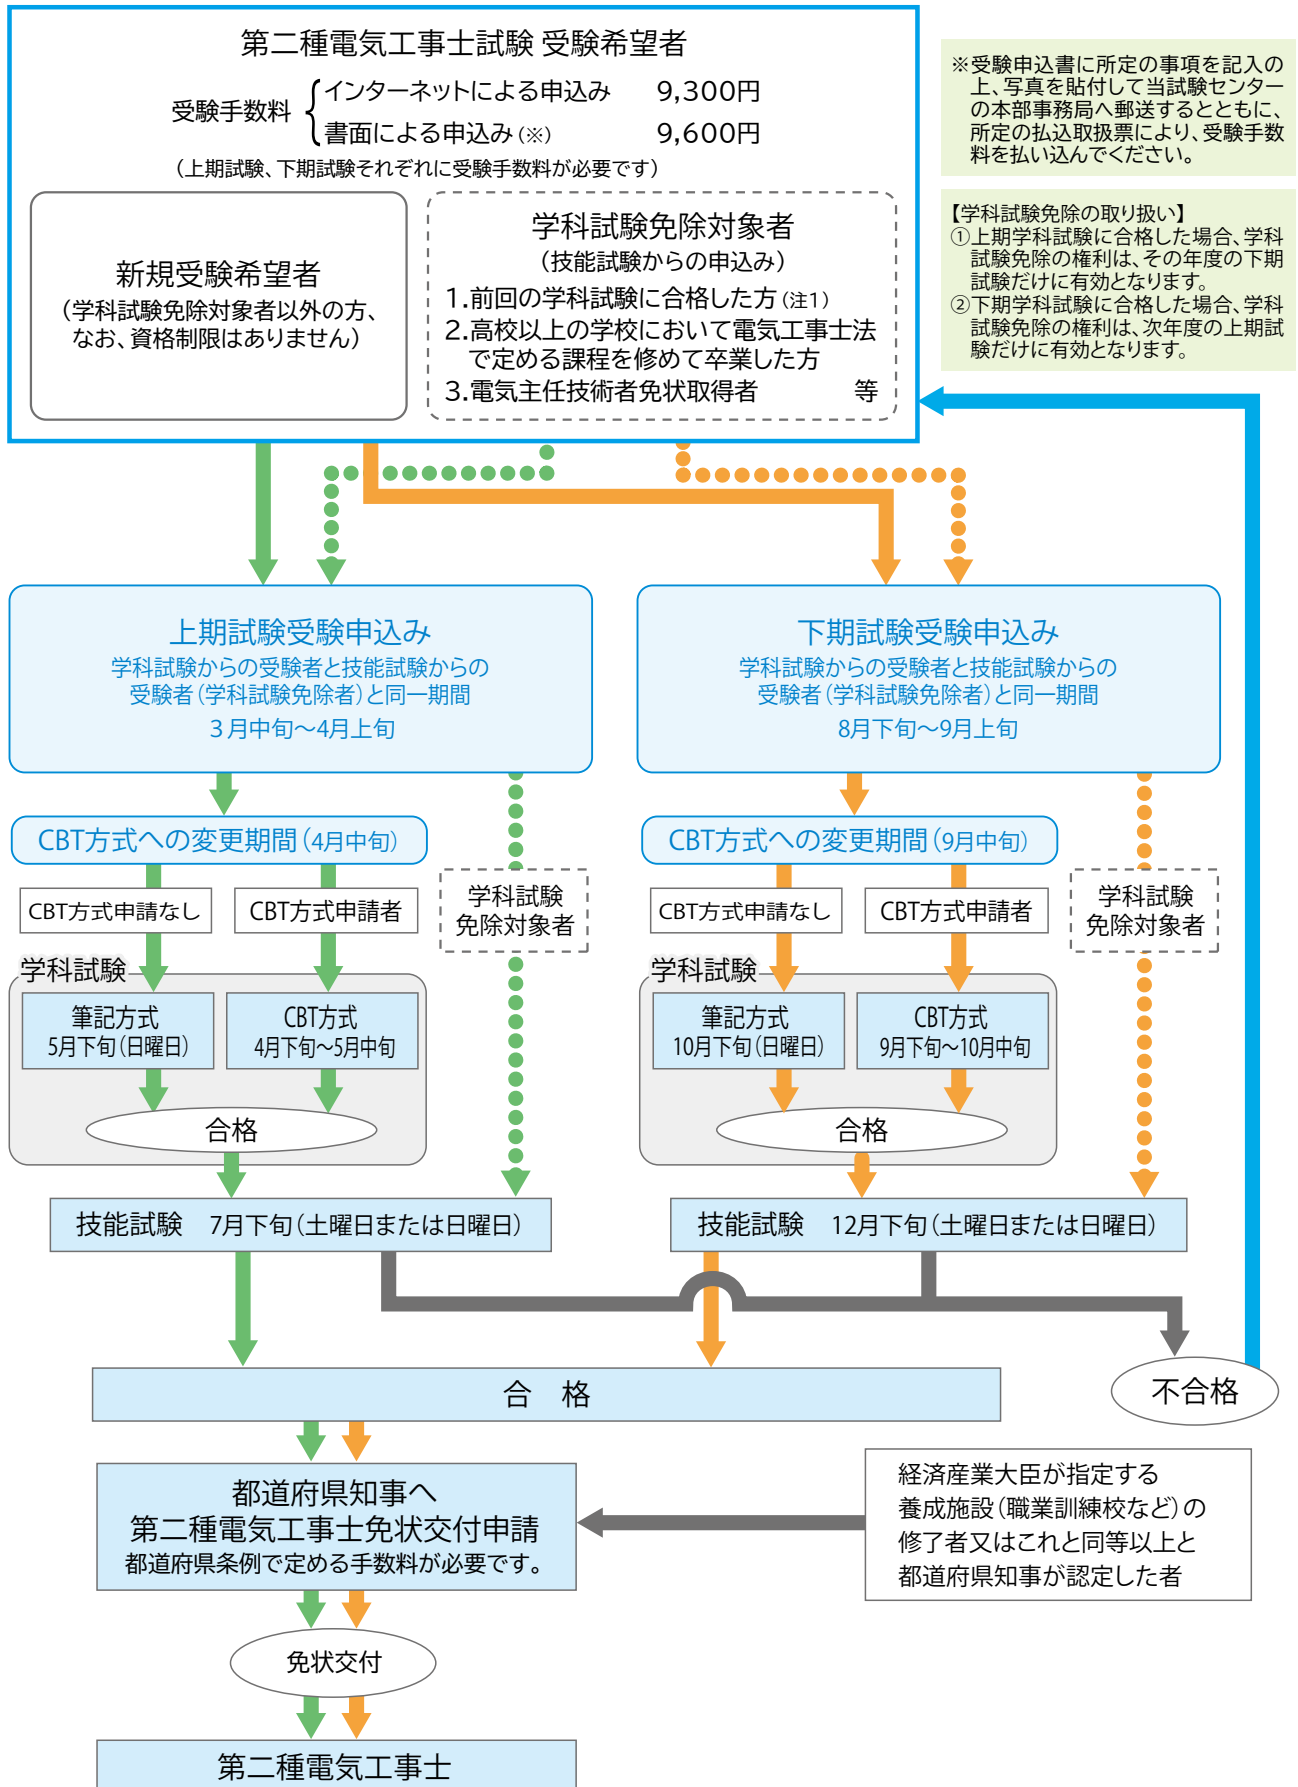 第二種電気工事士試験 受験希望者
受験手数料
インターネットによる申込み 9,300円
書面による申込み(※) 9,600円
(上期試験、下期試験それぞれに受験手数料が必要です)
新規受験希望者
(学科試験免除対象者以外の方、
なお、資格制限はありません)
学科試験免除対象者
(技能試験からの申込み)
1.前回の学科試験に合格した方(注1)
2.高校以上の学校において電気工事士法
で定める課程を修めて卒業した方
3.電気主任技術者免状取得者 等
※受験申込書に所定の事項を記入の
上、写真を貼付して当試験センター
の本部事務局へ郵送するとともに、
所定の払込取扱票により、受験手数
料を払い込んでください。
【学科試験免除の取り扱い】
①上期学科試験に合格した場合、学科
試験免除の権利は、その年度の下期
試験だけに有効となります。
②下期学科試験に合格した場合、学科
試験免除の権利は、次年度の上期試
験だけに有効となります。
上期試験受験申込み
学科試験からの受験者と技能試験からの
受験者(学科試験免除者)と同一期間
3月中旬～4月上旬
下期試験受験申込み
学科試験からの受験者と技能試験からの
受験者(学科試験免除者)と同一期間
8月下旬～9月上旬
CBT方式への変更期間(4月中旬)
CBT方式申請なし
CBT方式申請者
学科試験
免除対象者
学科試験
筆記方式
5月下旬(日曜日)
CBT方式
4月下旬～5月中旬
合格
技能試験 7月下旬(土曜日または日曜日)
CBT方式への変更期間(9月中旬)
CBT方式申請なし
CBT方式申請者
学科試験
免除対象者
学科試験
筆記方式
10月下旬(日曜日)
CBT方式
9月下旬～10月中旬
合格
技能試験 12月下旬(土曜日または日曜日)
合 格
不合格
都道府県知事へ
第二種電気工事士免状交付申請
都道府県条例で定める手数料が必要です。
経済産業大臣が指定する
養成施設(職業訓練校など)の
修了者又はこれと同等以上と
都道府県知事が認定した者
免状交付
第二種電気工事士